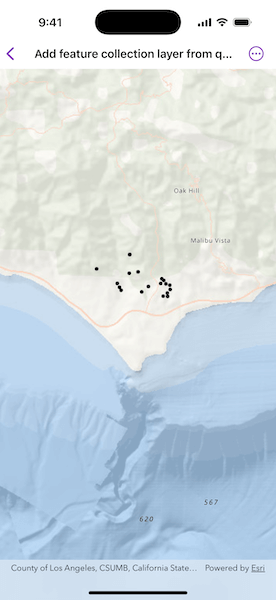 9:41
Add feature collection layer from q...
Oak Hill
Malibu Vista
567
620
County of Los Angeles, CSUMB, California State... Powered by Esri